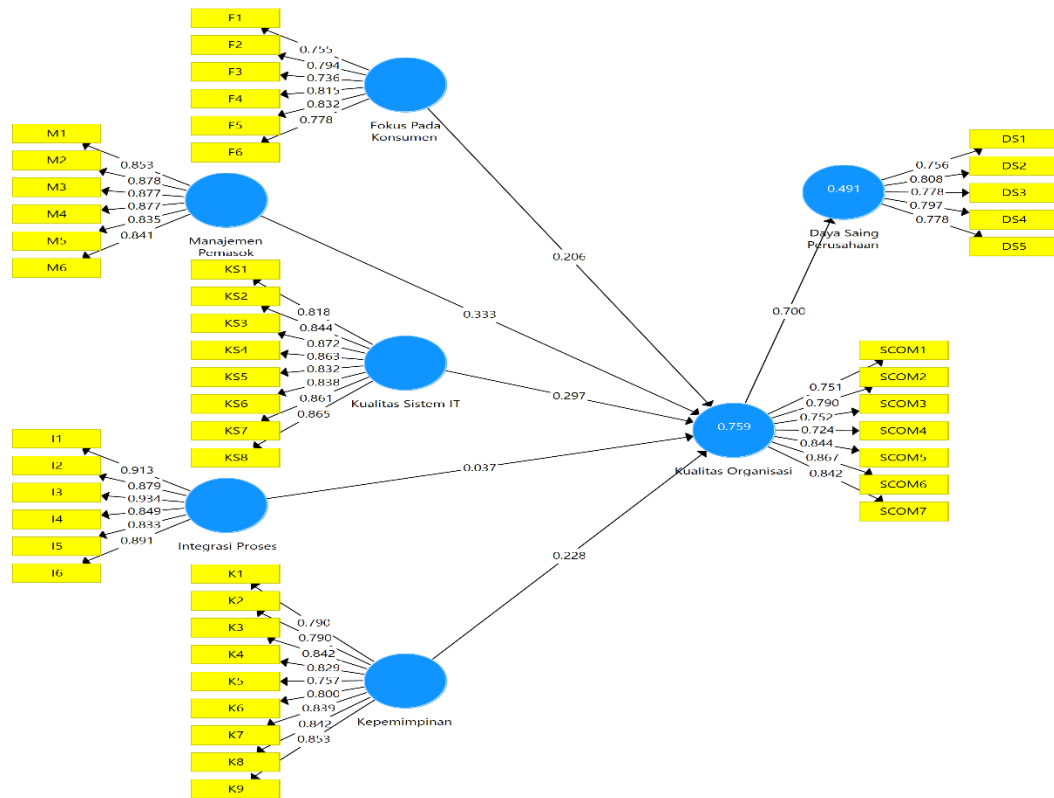 F1
F2
F3
F4
F5
F6
0.755
0.794
0.736
0.815
0.832
0.778
Fokus Pada
Konsumen
M1
M2
M3
M4
M5
M6
0.853
0.878
0.877
0.877
0.835
0.841
Manajemen
Pemasok
KS1
KS2
KS3
KS4
KS5
KS6
KS7
KS8
0.818
0.844
0.872
0.863
0.832
0.838
0.861
0.865
Kualitas Sistem IT
I1
I2
I3
I4
I5
I6
0.913
0.879
0.934
0.849
0.833
0.891
Integrasi Proses
K1
K2
K3
K4
K5
K6
K7
K8
K9
0.790
0.790
0.842
0.829
0.757
0.800
0.839
0.842
0.853
Kepemimpinan
0.206
0.333
0.297
0.037
0.228
0.759
Kualitas Organisasi
0.700
0.491
Daya Saing
Perusahaan
0.756
0.808
0.778
0.797
0.778
DS1
DS2
DS3
DS4
DS5
0.751
0.790
0.752
0.724
0.844
0.867
0.842
SCOM1
SCOM2
SCOM3
SCOM4
SCOM5
SCOM6
SCOM7